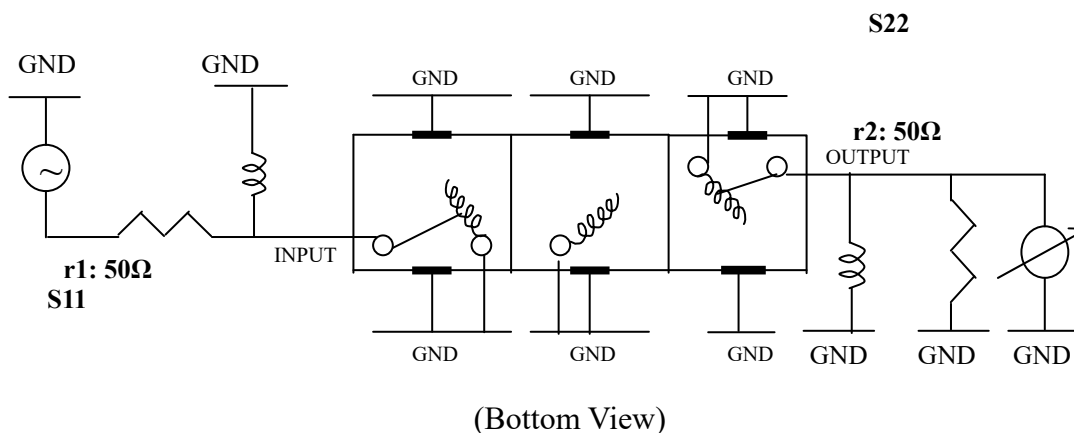 S22
GND
GND
GND
GND
GND
r2: 50Ω
OUTPUT
INPUT
r1: 50Ω
S11
GND
GND
GND
GND
GND
GND
(Bottom View)